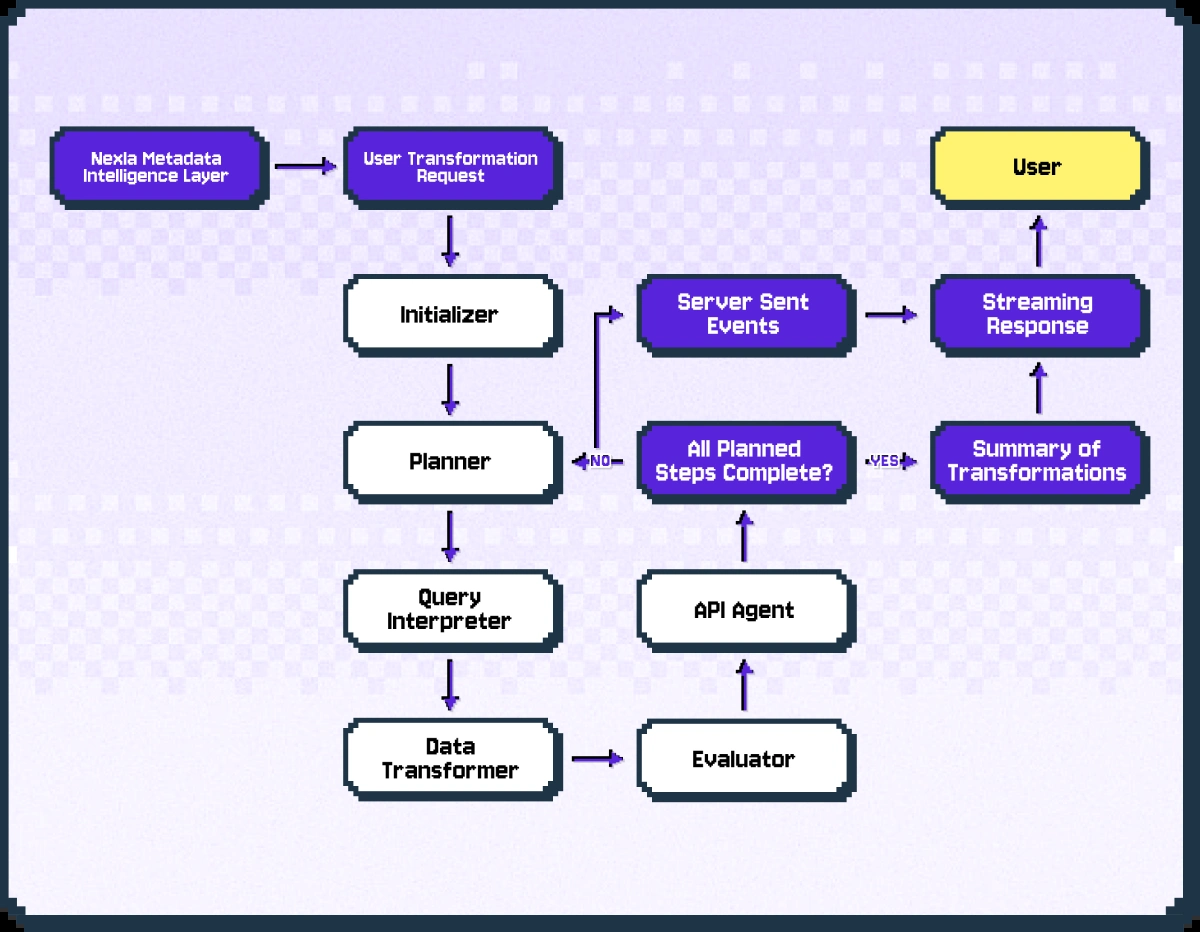 Nexla Metadata
Intelligence Layer
User Transformation
Request
User
Initializer
Server Sent
Events
Streaming
Response
Planner
NO
All Planned
Steps Complete?
YES
Summary of
Transformations
Query
Interpreter
API Agent
Data
Transformer
Evaluator